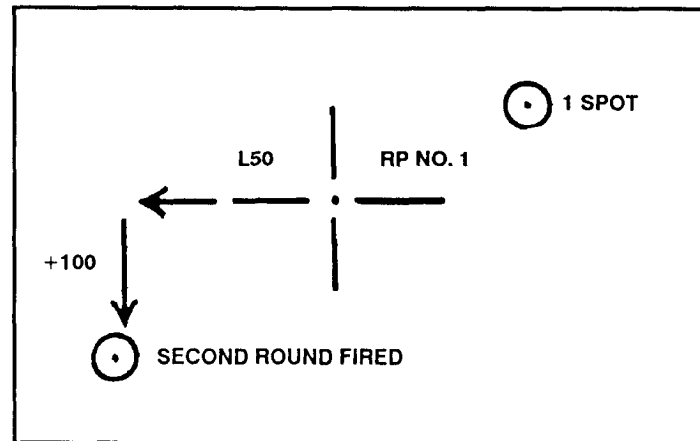 1 SPOT
L50
RP NO. 1
+100
SECOND ROUND FIRED